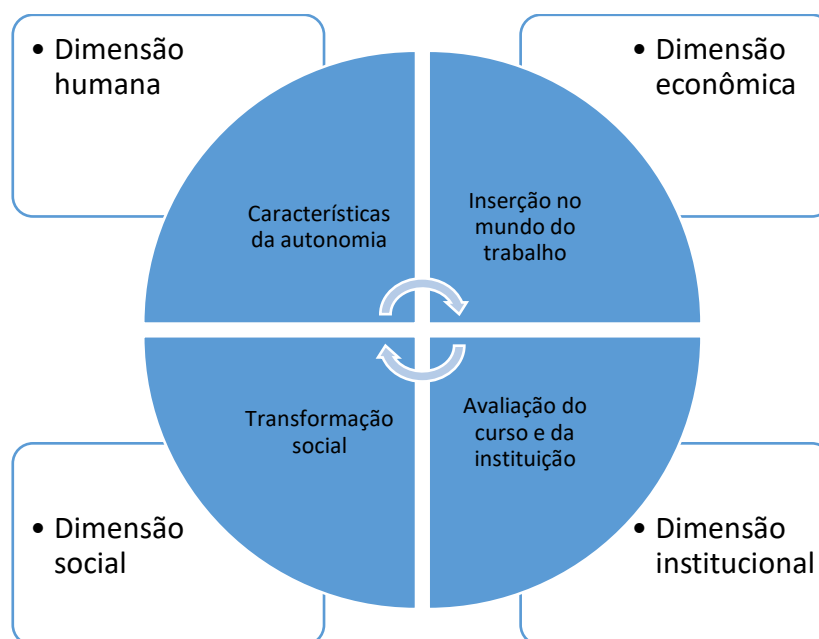 • Dimensão
humana
• Dimensão
econômica
Características
da autonomia
Inserção no
mundo do
trabalho
Transformação
social
Avaliação do
curso e da
instituição
• Dimensão
social
• Dimensão
institucional